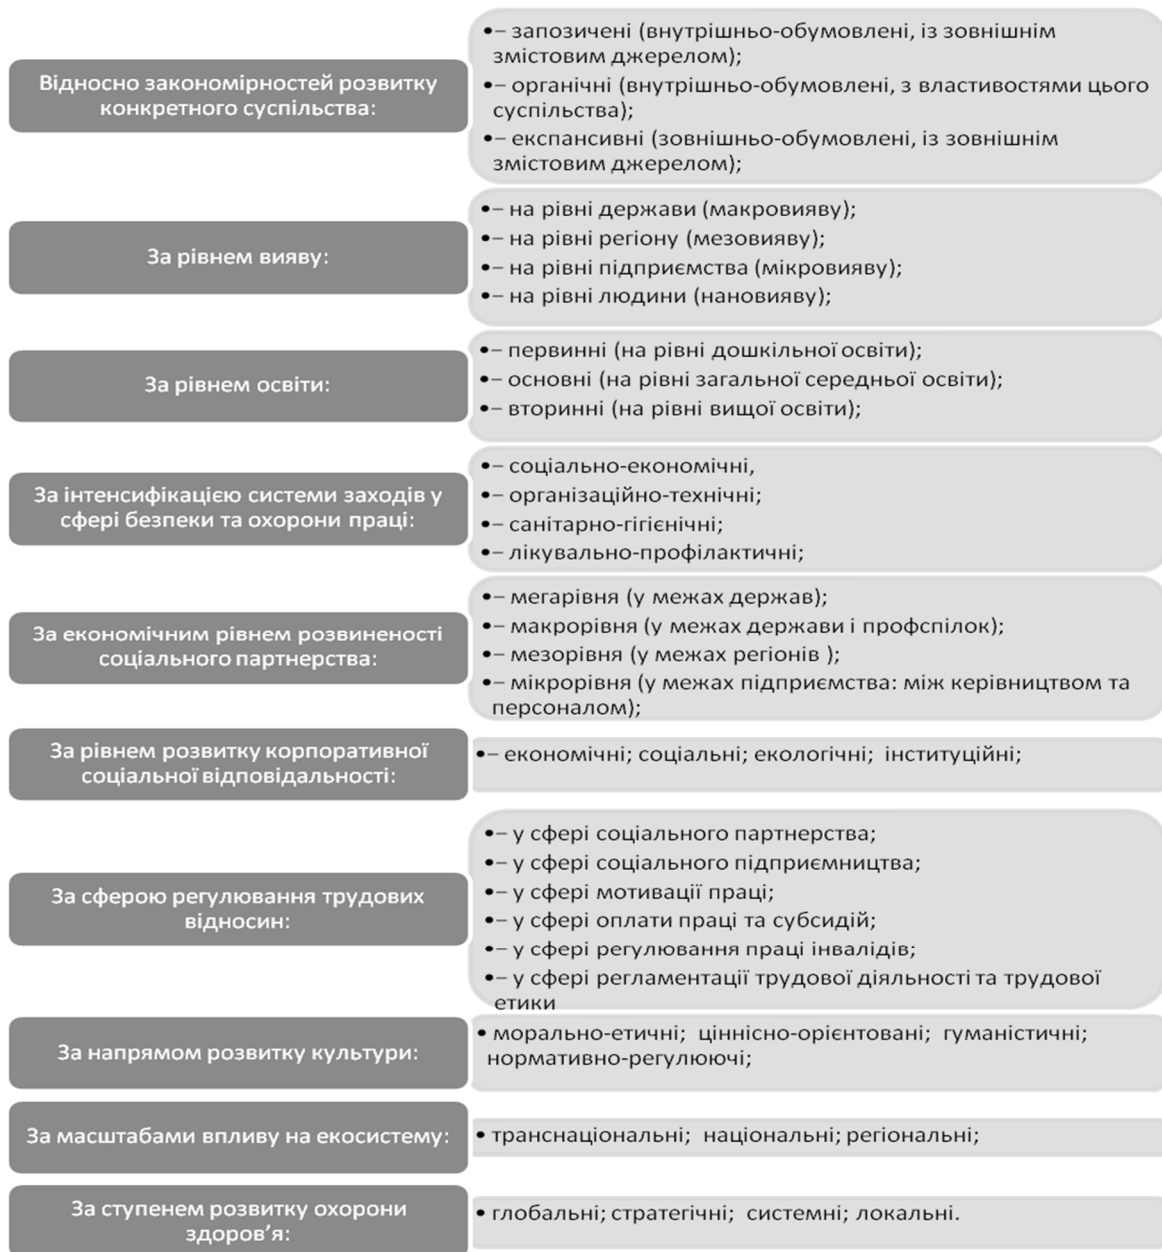 Відносно закономірностей розвитку
конкретного суспільства:
•– запозичені (внутрішньо-обумовлені, із зовнішнім
змістовим джерелом);
•– органічні (внутрішньо-обумовлені, з властивостями цього
суспільства);
•– експансивні (зовнішньо-обумовлені, із зовнішнім
змістовим джерелом);
За рівнем вияву:
•– на рівні держави (макровияву);
•– на рівні регіону (мезовияву);
•– на рівні підприємства (мікровияву);
•– на рівні людини (нановияву);
За рівнем освіти:
•– первинні (на рівні дошкільної освіти);
•– основні (на рівні загальної середньої освіти);
•– вторинні (на рівні вищої освіти);
За інтенсифікацією системи заходів у
сфері безпеки та охорони праці:
•– соціально-економічні,
•– організаційно-технічні;
•– санітарно-гігієнічні;
•– лікувально-профілактичні;
За економічним рівнем розвиненості
соціального партнерства:
•– мегарівня (у межах держав);
•– макрорівня (у межах держави і профспілок);
•– мезорівня (у межах регіонів );
•– мікрорівня (у межах підприємства: між керівництвом та
персоналом);
За рівнем розвитку корпоративної
соціальної відповідальності:
•– економічні; соціальні; екологічні; інституційні;
За сферою регулювання трудових
відносин:
•– у сфері соціального партнерства;
•– у сфері соціального підприємництва;
•– у сфері мотивації праці;
•– у сфері оплати праці та субсидій;
•– у сфері регулювання праці інвалідів;
•– у сфері регламентації трудової діяльності та трудової
етики
За напрямом розвитку культури:
• морально-етичні; ціннісно-орієнтовані; гуманістичні;
нормативно-регулюючі;
За масштабами впливу на екосистему:
• транснаціональні; національні; регіональні;
За ступенем розвитку охорони
здоров’я:
• глобальні; стратегічні; системні; локальні.